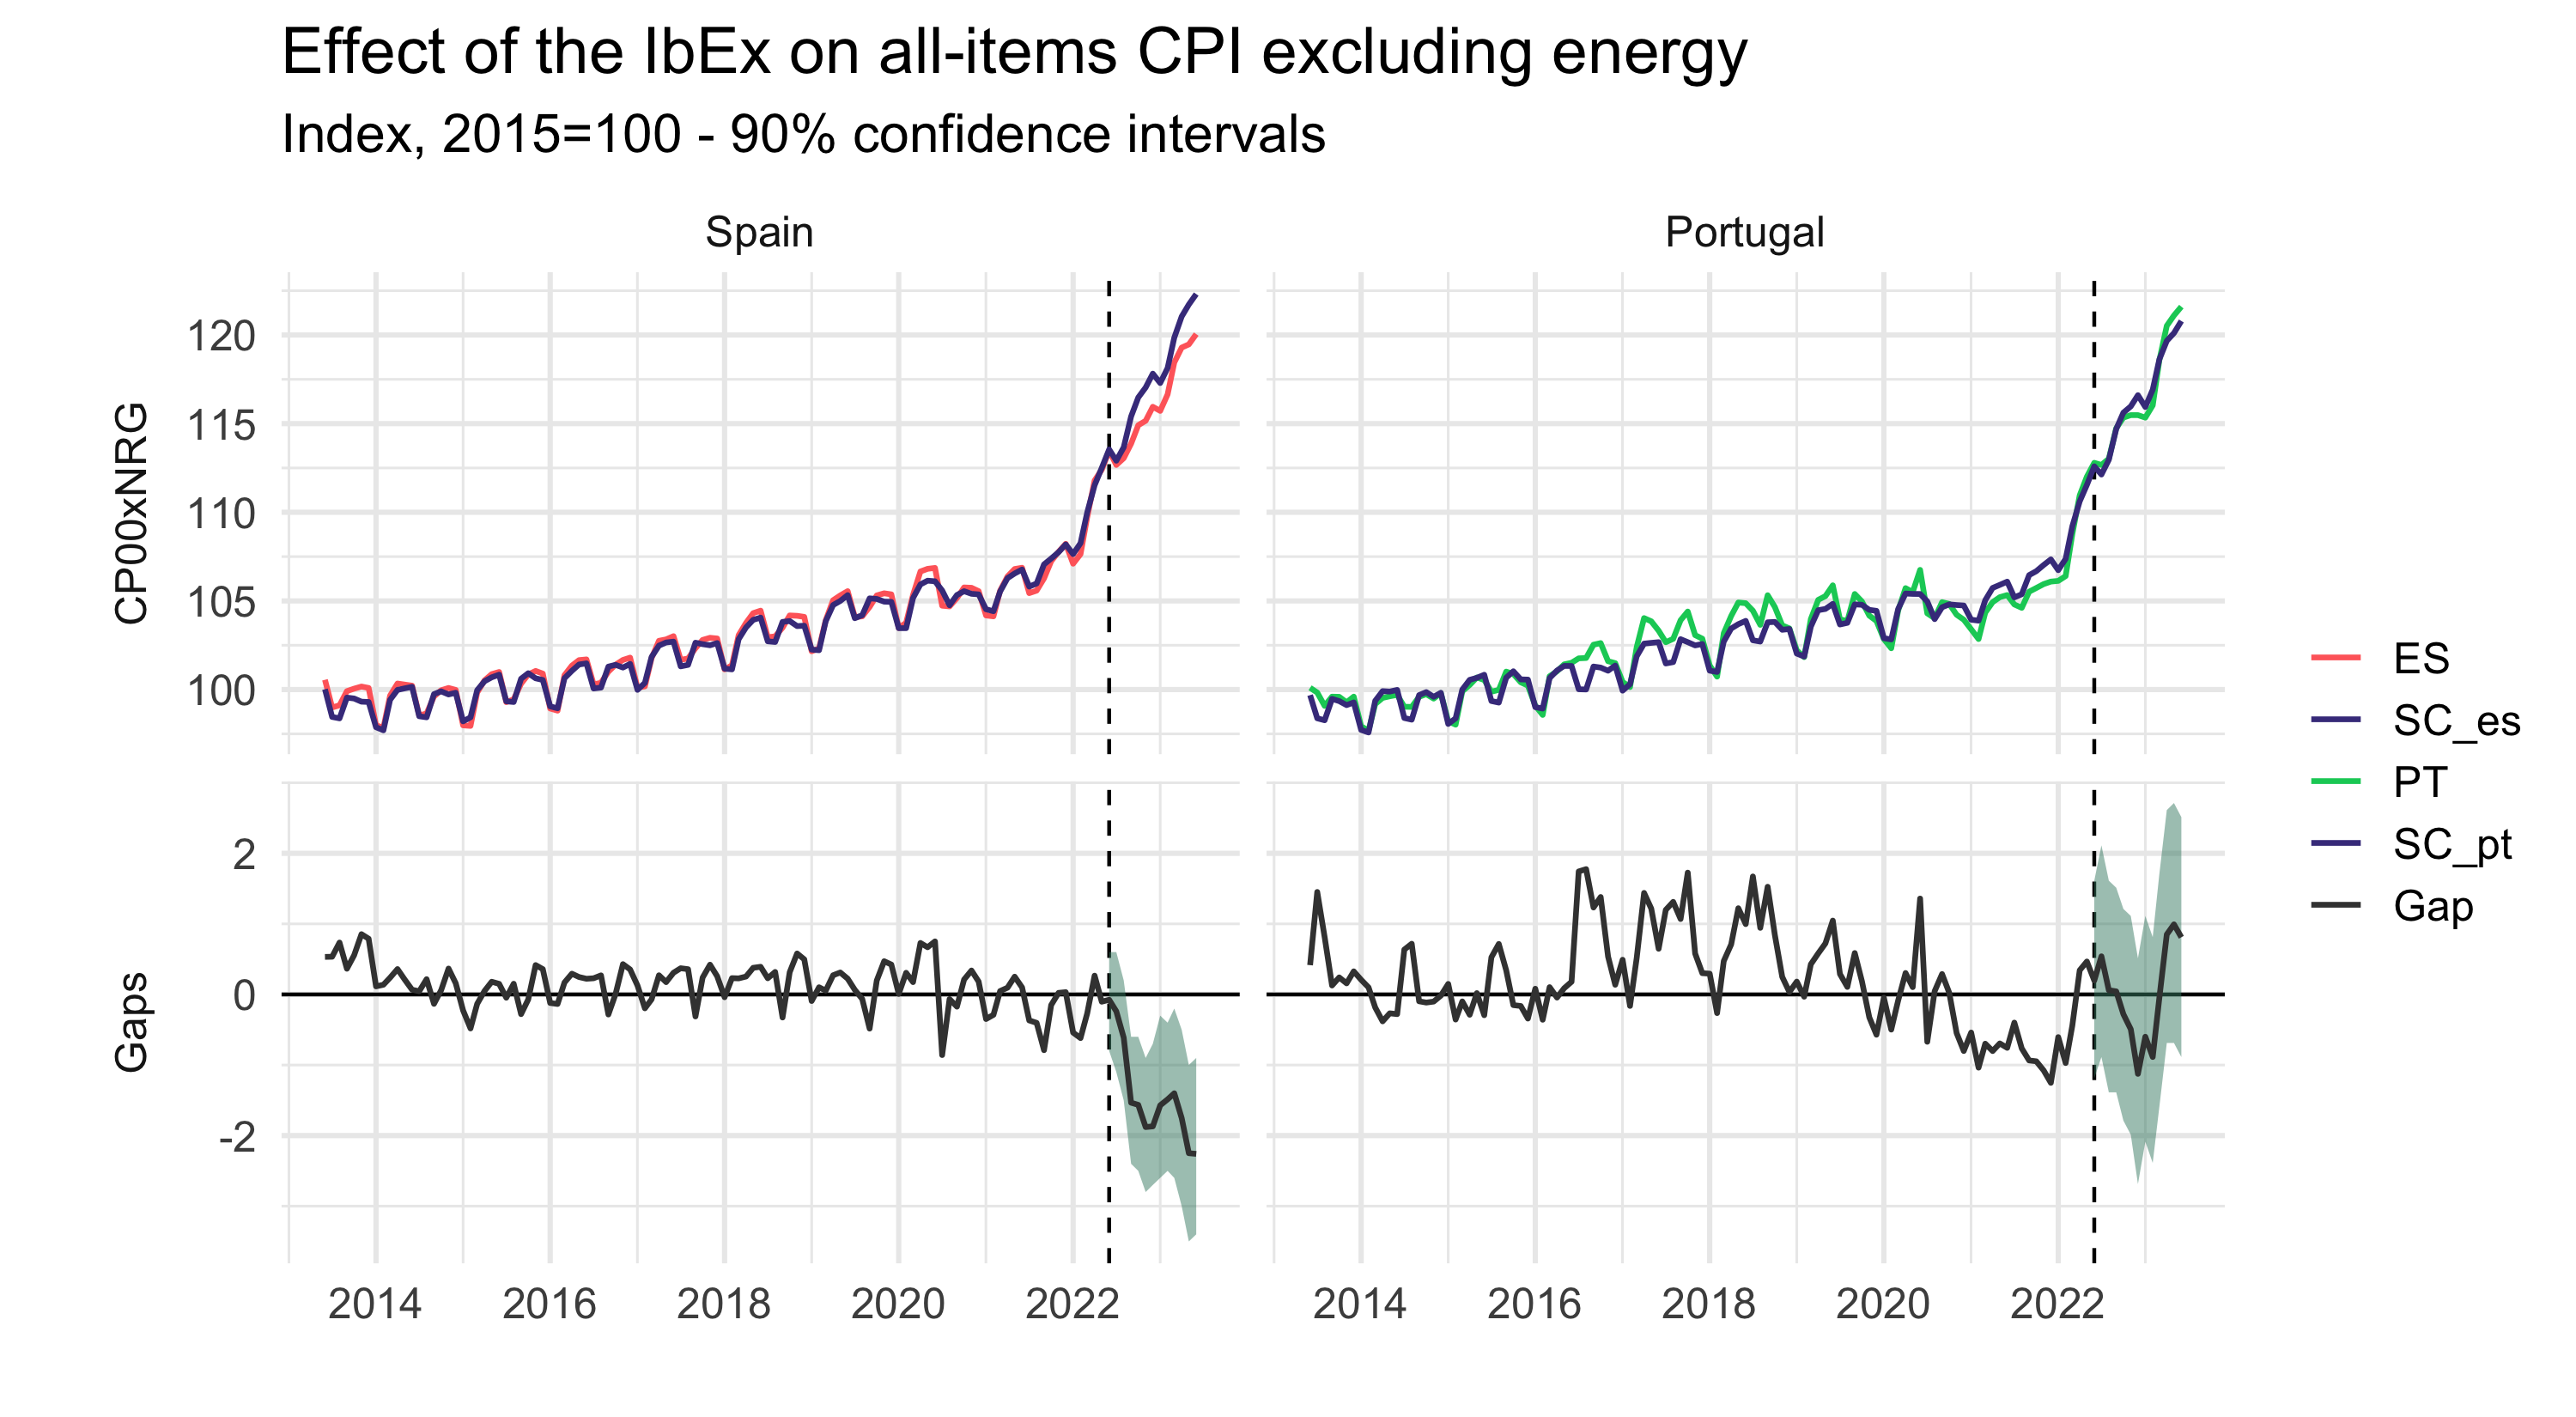 Effect of the IbEx on all-items CPI excluding energy
Index, 2015=100 - 90% confidence intervals
Spain
Portugal
CP00xNRG
120
115
110
105
100
Gaps
2
0
-2
2014 2016 2018 2020 2022
2014 2016 2018 2020 2022
ES
SC_es
PT
SC_pt
Gap